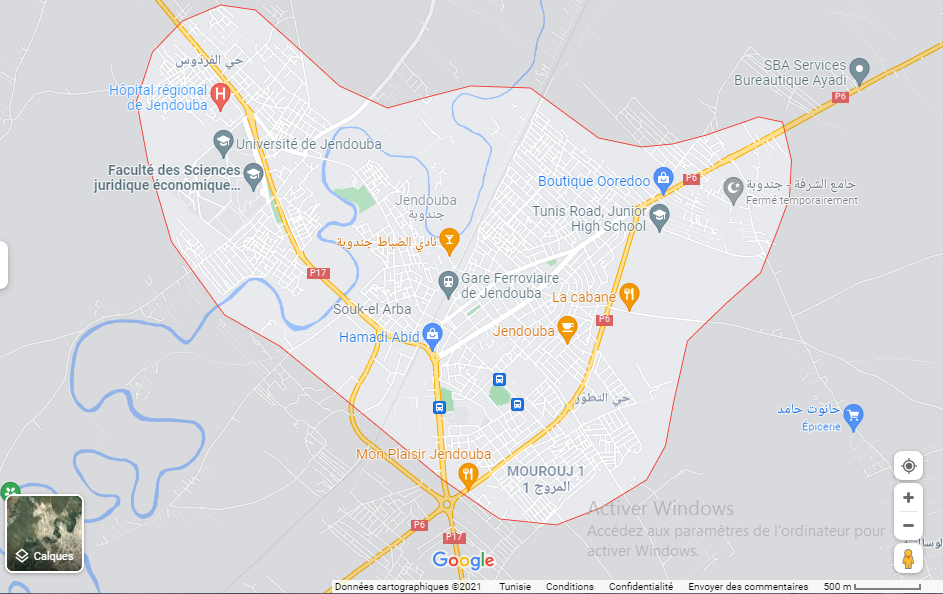 حي الفردوس
Hôpital régional
de Jendouba
SBA Services
Bureautique Ayadi
P6
Université de Jendouba
Faculté des Sciences
juridique économique...
Boutique Ooredoo
P6
جامع الشرفة - جندوبة
Fermé temporairement
Jendouba
جندوبة
Tunis Road, Junior
High School
نادي الضباط جندوبة
P17
Gare Ferroviaire
de Jendouba
La cabane
Souk-el Arba
P6
Hamadi Abid
Jendouba
حي التطور
حانوت حامد
Épicerie
Mon Plaisir Jendouba
MOUROUJ 1
المروج 1
Activer Windows
Accédez aux paramètres de l'ordinateur pour
activer Windows.
P6
P17
Calques
Google
Données cartographiques ©2021 Tunisie Conditions Confidentialité Envoyer des commentaires 500 m